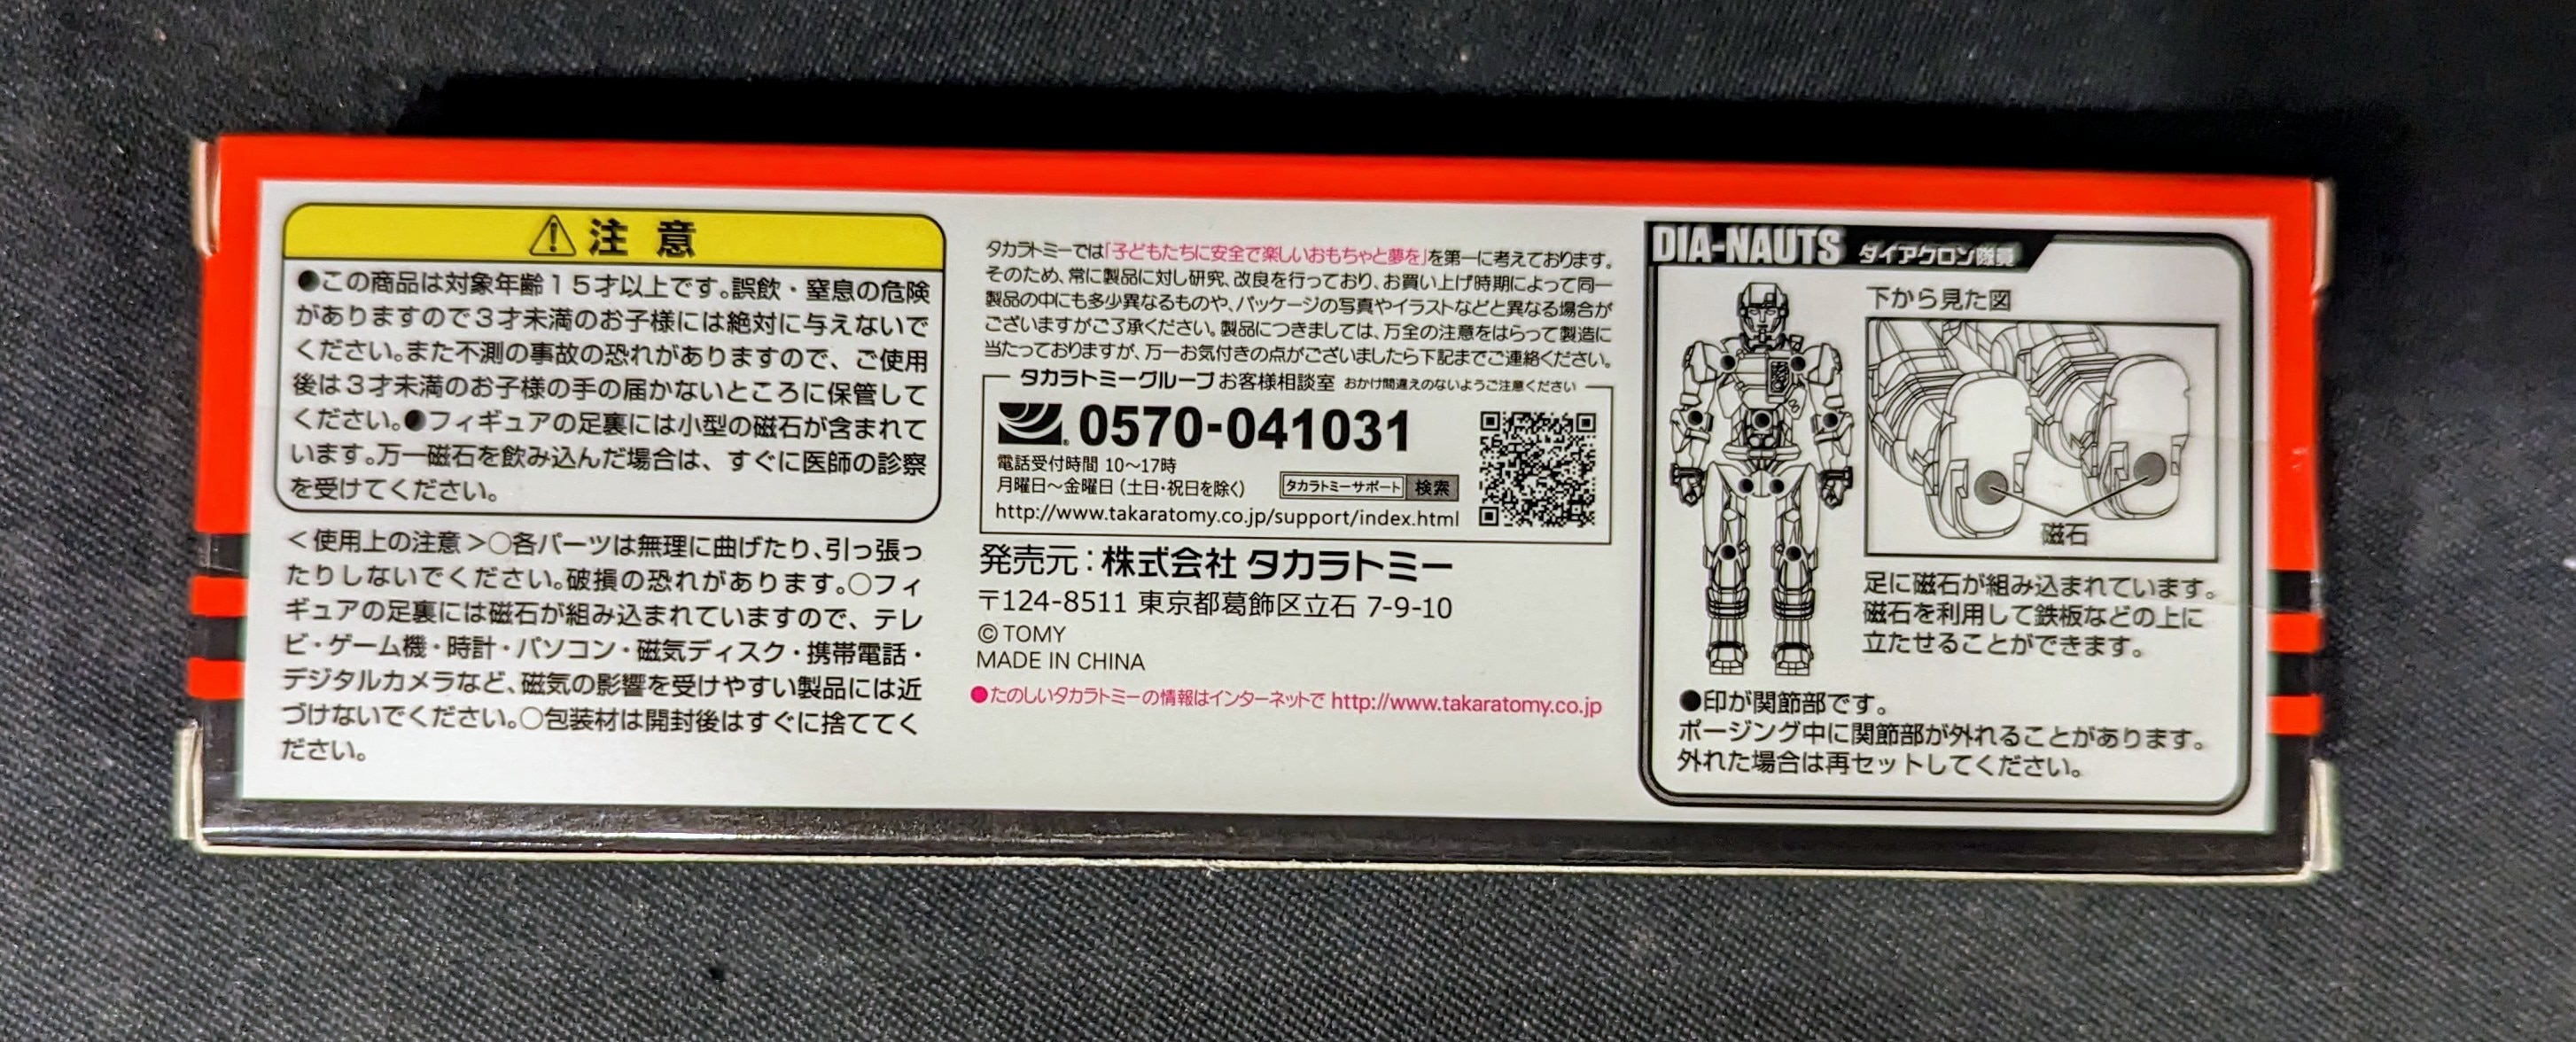 注意
●この商品は対象年齢15才以上です。誤飲・窒息の危険
がありますので3才未満のお子様には絶対に与えないで
ください。また不測の事故の恐れがありますので、ご使用
後は3才未満のお子様の手の届かないところに保管して
ください。●フィギュアの足裏には小型の磁石が含まれて
います。万一磁石を飲み込んだ場合は、すぐに医師の診察
を受けてください。
＜使用上の注意＞○各パーツは無理に曲げたり、引っ張っ
たりしないでください。破損の恐れがあります。○フィ
ギュアの足裏には磁石が組み込まれていますので、テレ
ビ・ゲーム機・時計・パソコン・磁気ディスク・携帯電話・
デジタルカメラなど、磁気の影響を受けやすい製品には近
づけないでください。○包装材は開封後はすぐに捨ててく
ださい。
タカラトミーでは「子どもたちに安全で楽しいおもちゃと夢を」を第一に考えております。
そのため、常に製品に対し研究、改良を行っており、お買い上げ時期によって同一
製品の中にも多少異なるものや、パッケージの写真やイラストなどと異なる場合が
ございますがご了承ください。製品につきましては、万全の注意をはらって製造に
当たっておりますが、万一お気付きの点がございましたら下記までご連絡ください。
タカラトミーグループお客様相談室 おかけ間違えのないようご注意ください
0570-041031
電話受付時間 10〜17時
月曜日〜金曜日（土日・祝日を除く）
タカラトミーサポート 検索
http://www.takaratomy.co.jp/support/index.html
発売元：株式会社 タカラトミー
〒124-8511 東京都葛飾区立石 7-9-10
© TOMY
MADE IN CHINA
●たのしいタカラトミーの情報はインターネットで http://www.takaratomy.co.jp
DIA-NAUTS ダイアクロン隊員
下から見た図
磁石
足に磁石が組み込まれています。
磁石を利用して鉄板などの上に
立たせることができます。
●印が関節部です。
ポージング中に関節部が外れることがあります。
外れた場合は再セットしてください。